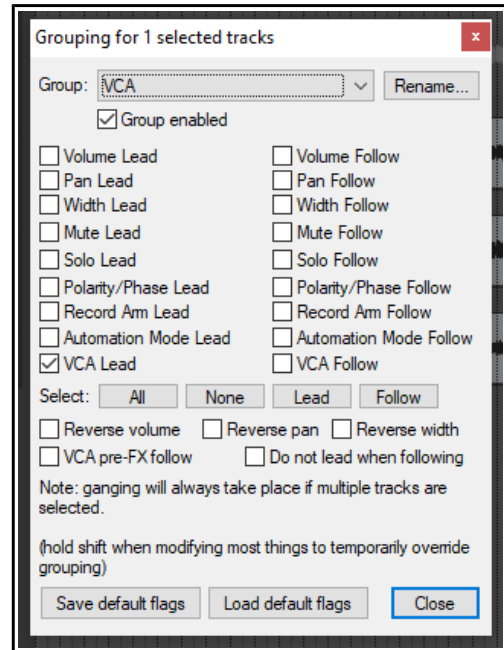 Grouping for 1 selected tracks
x
Group: VCA Rename...
Group enabled
Volume Lead Volume Follow
Pan Lead Pan Follow
Width Lead Width Follow
Mute Lead Mute Follow
Solo Lead Solo Follow
Polarity/Phase Lead Polarity/Phase Follow
Record Arm Lead Record Arm Follow
Automation Mode Lead Automation Mode Follow
VCA Lead VCA Follow
Select: All None Lead Follow
Reverse volume Reverse pan Reverse width
VCA pre-FX follow Do not lead when following
Note: ganging will always take place if multiple tracks are
selected.
(hold shift when modifying most things to temporarily override
grouping)
Save default flags Load default flags Close